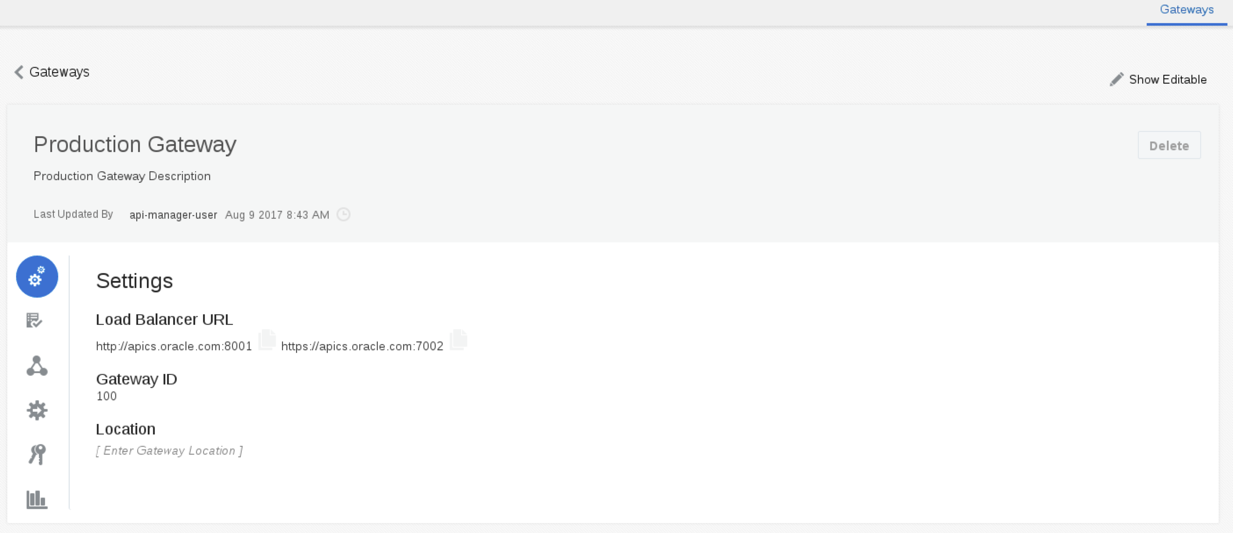 Gateways
Gateways
Show Editable
Production Gateway
Delete
Production Gateway Description
Last Updated By api-manager-user Aug 9 2017 8:43 AM
Settings
Load Balancer URL
http://apics.oracle.com:8001 https://apics.oracle.com:7002
Gateway ID
100
Location
[ Enter Gateway Location ]